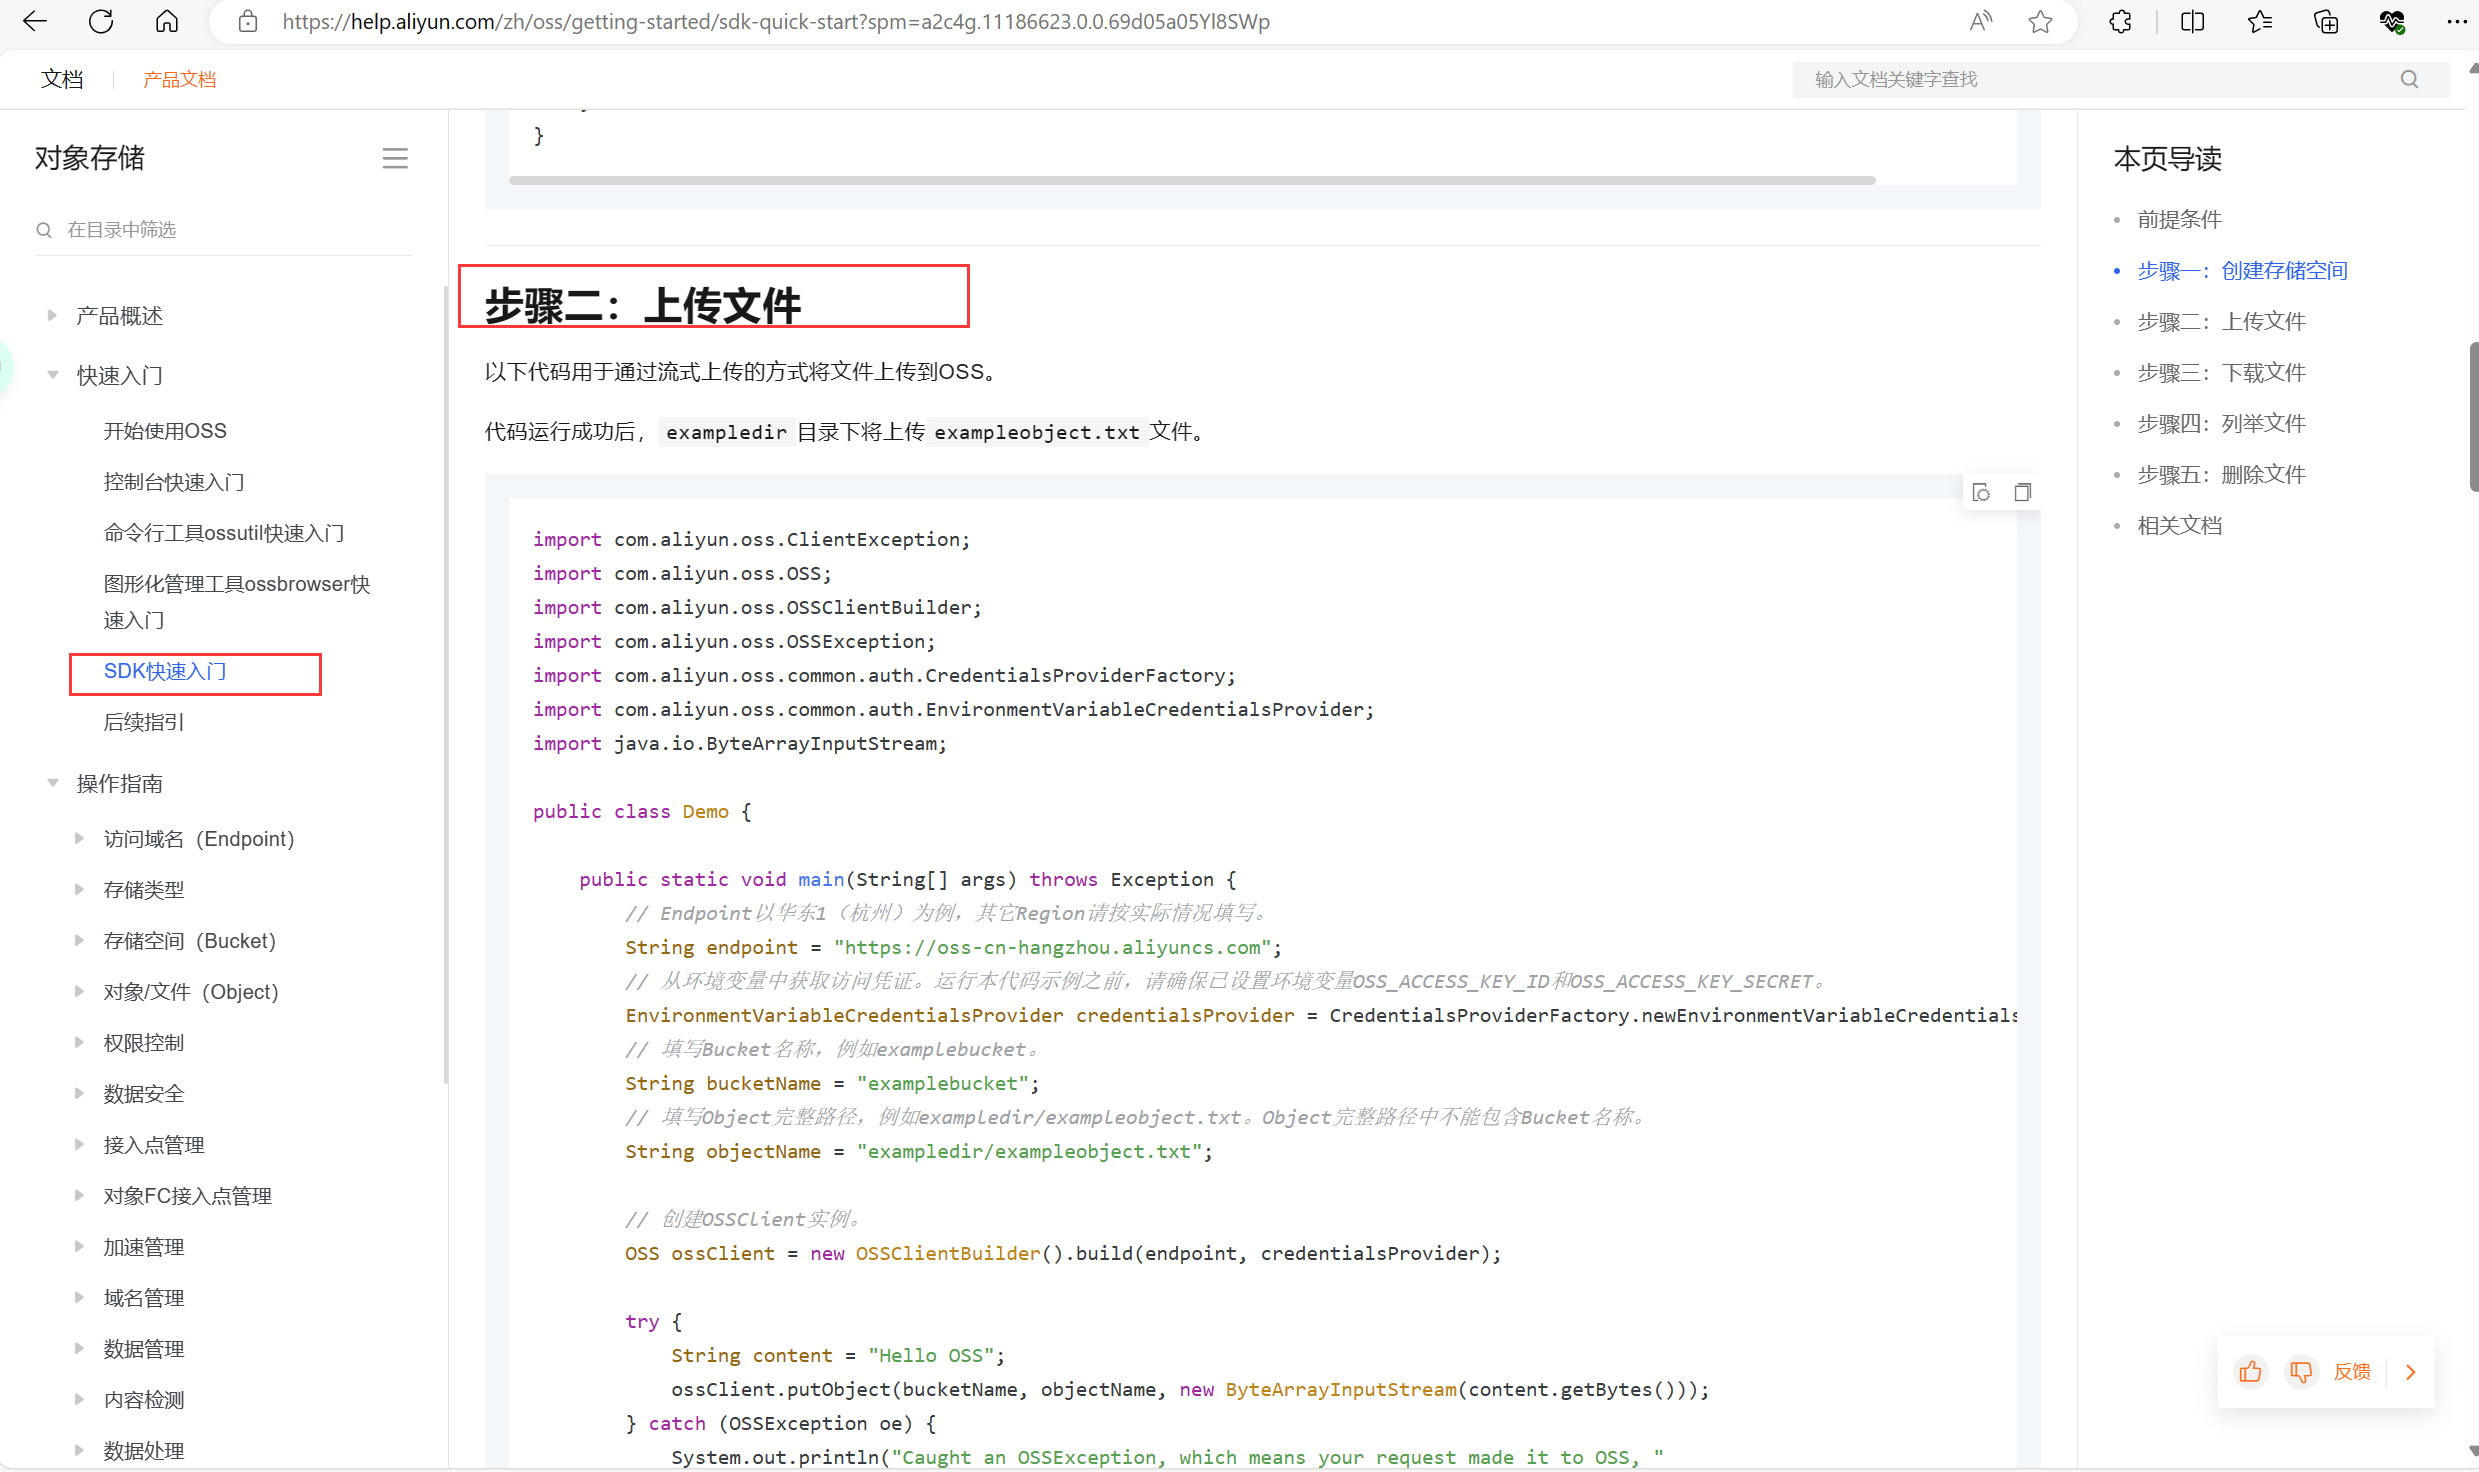 https://help.aliyun.com/zh/oss/getting-started/sdk-quick-start?spm=a2c4g.11186623.0.0.69d05a05Yl8SWp
文档
产品文档
输入文档关键字查找
对象存储
在目录中筛选
产品概述
快速入门
开始使用OSS
控制台快速入门
命令行工具ossutil快速入门
图形化管理工具ossbrowser快
速入门
SDK快速入门
后续指引
操作指南
访问域名（Endpoint）
存储类型
存储空间（Bucket）
对象/文件（Object）
权限控制
数据安全
接入点管理
对象FC接入点管理
加速管理
域名管理
数据管理
内容检测
数据处理
}
步骤二：上传文件
以下代码用于通过流式上传的方式将文件上传到OSS。
代码运行成功后，exampledir目录下将上传exampleobject.txt文件。
import com.aliyun.oss.ClientException;
import com.aliyun.oss.OSS;
import com.aliyun.oss.OSSClientBuilder;
import com.aliyun.oss.OSSException;
import com.aliyun.oss.common.auth.CredentialsProviderFactory;
import com.aliyun.oss.common.auth.EnvironmentVariableCredentialsProvider;
import java.io.ByteArrayInputStream;
public class Demo {
public static void main(String[] args) throws Exception {
// Endpoint以华东1（杭州）为例，其它Region请按实际情况填写。
String endpoint = "https://oss-cn-hangzhou.aliyuncs.com";
// 从环境变量中获取访问凭证。运行本代码示例之前，请确保已设置环境变量OSS_ACCESS_KEY_ID和OSS_ACCESS_KEY_SECRET。
EnvironmentVariableCredentialsProvider credentialsProvider = CredentialsProviderFactory.newEnvironmentVariableCredentials
// 填写Bucket名称，例如examplebucket。
String bucketName = "examplebucket";
// 填写Object完整路径，例如exampledir/exampleobject.txt。Object完整路径中不能包含Bucket名称。
String objectName = "exampledir/exampleobject.txt";
// 创建OSSClient实例。
OSS ossClient = new OSSClientBuilder().build(endpoint, credentialsProvider);
try {
String content = "Hello OSS";
ossClient.putObject(bucketName, objectName, new ByteArrayInputStream(content.getBytes()));
} catch (OSSException oe) {
System.out.println("Caught an OSSException, which means your request made it to OSS, "
本页导读
前提条件
步骤一：创建存储空间
步骤二：上传文件
步骤三：下载文件
步骤四：列举文件
步骤五：删除文件
相关文档
反馈